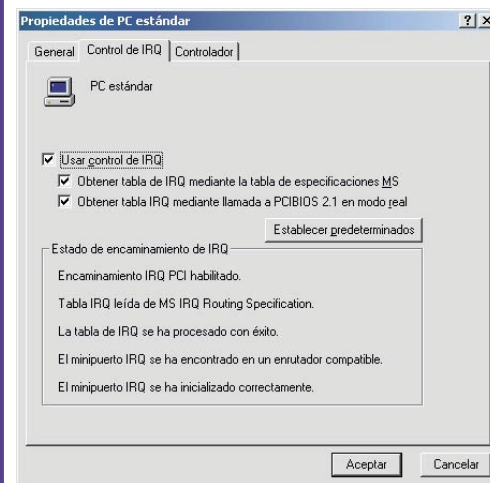 Propiedades de PC estándar
General Control de IRQ Controlador
PC estándar
Usar control de IRQ
Obtener tabla de IRQ mediante la tabla de especificaciones MS
Obtener tabla IRQ mediante llamada a PCIBIOS 2.1 en modo real
Establecer predeterminados
Estado de encaminamiento de IRQ
Encaminamiento IRQ PCI habilitado.
Tabla IRQ leída de MS IRQ Routing Specification.
La tabla de IRQ se ha procesado con éxito.
El minipuerto IRQ se ha encontrado en un enrutador compatible.
El minipuerto IRQ se ha inicializado correctamente.
Aceptar Cancelar